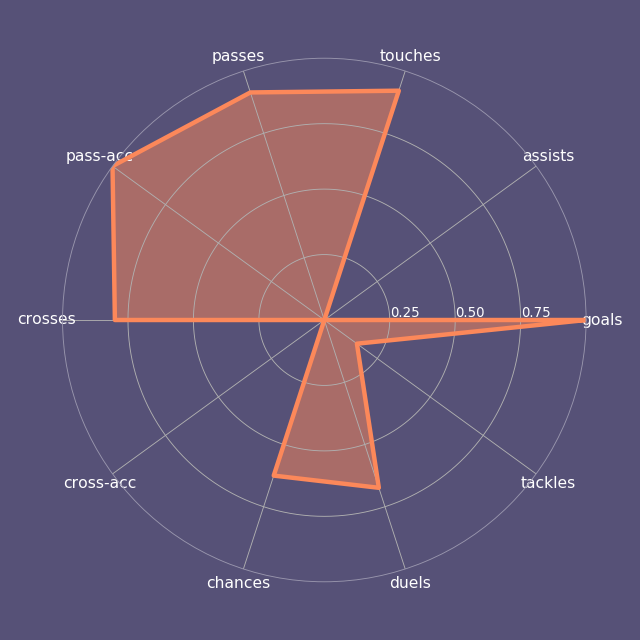 passes
touches
pass-acc
assists
crosses
0.25
0.50
0.75
goals
cross-acc
tackles
chances
duels